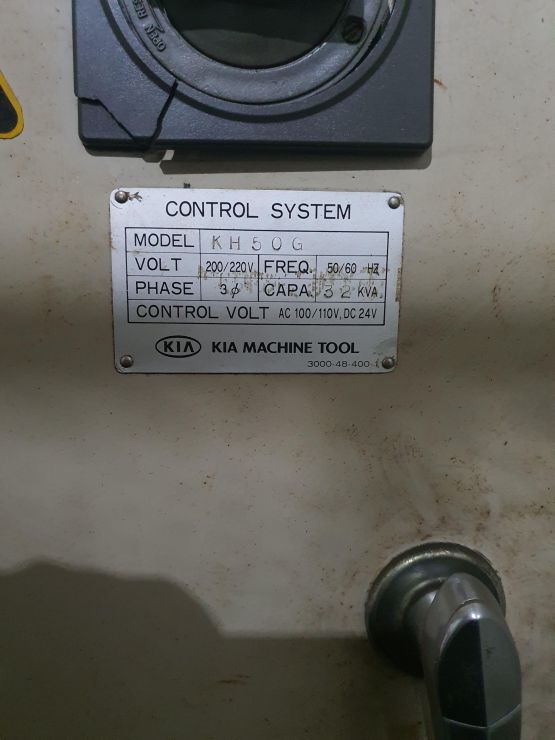 OPEN RESET
CONTROL SYSTEM
MODEL KH50G
VOLT 200/220V FREQ. 50/60 HZ
PHASE 3φ CAPA. 32 KVA
CONTROL VOLT AC 100/110V, DC 24V
KIA KIA MACHINE TOOL
3000-48-400-1